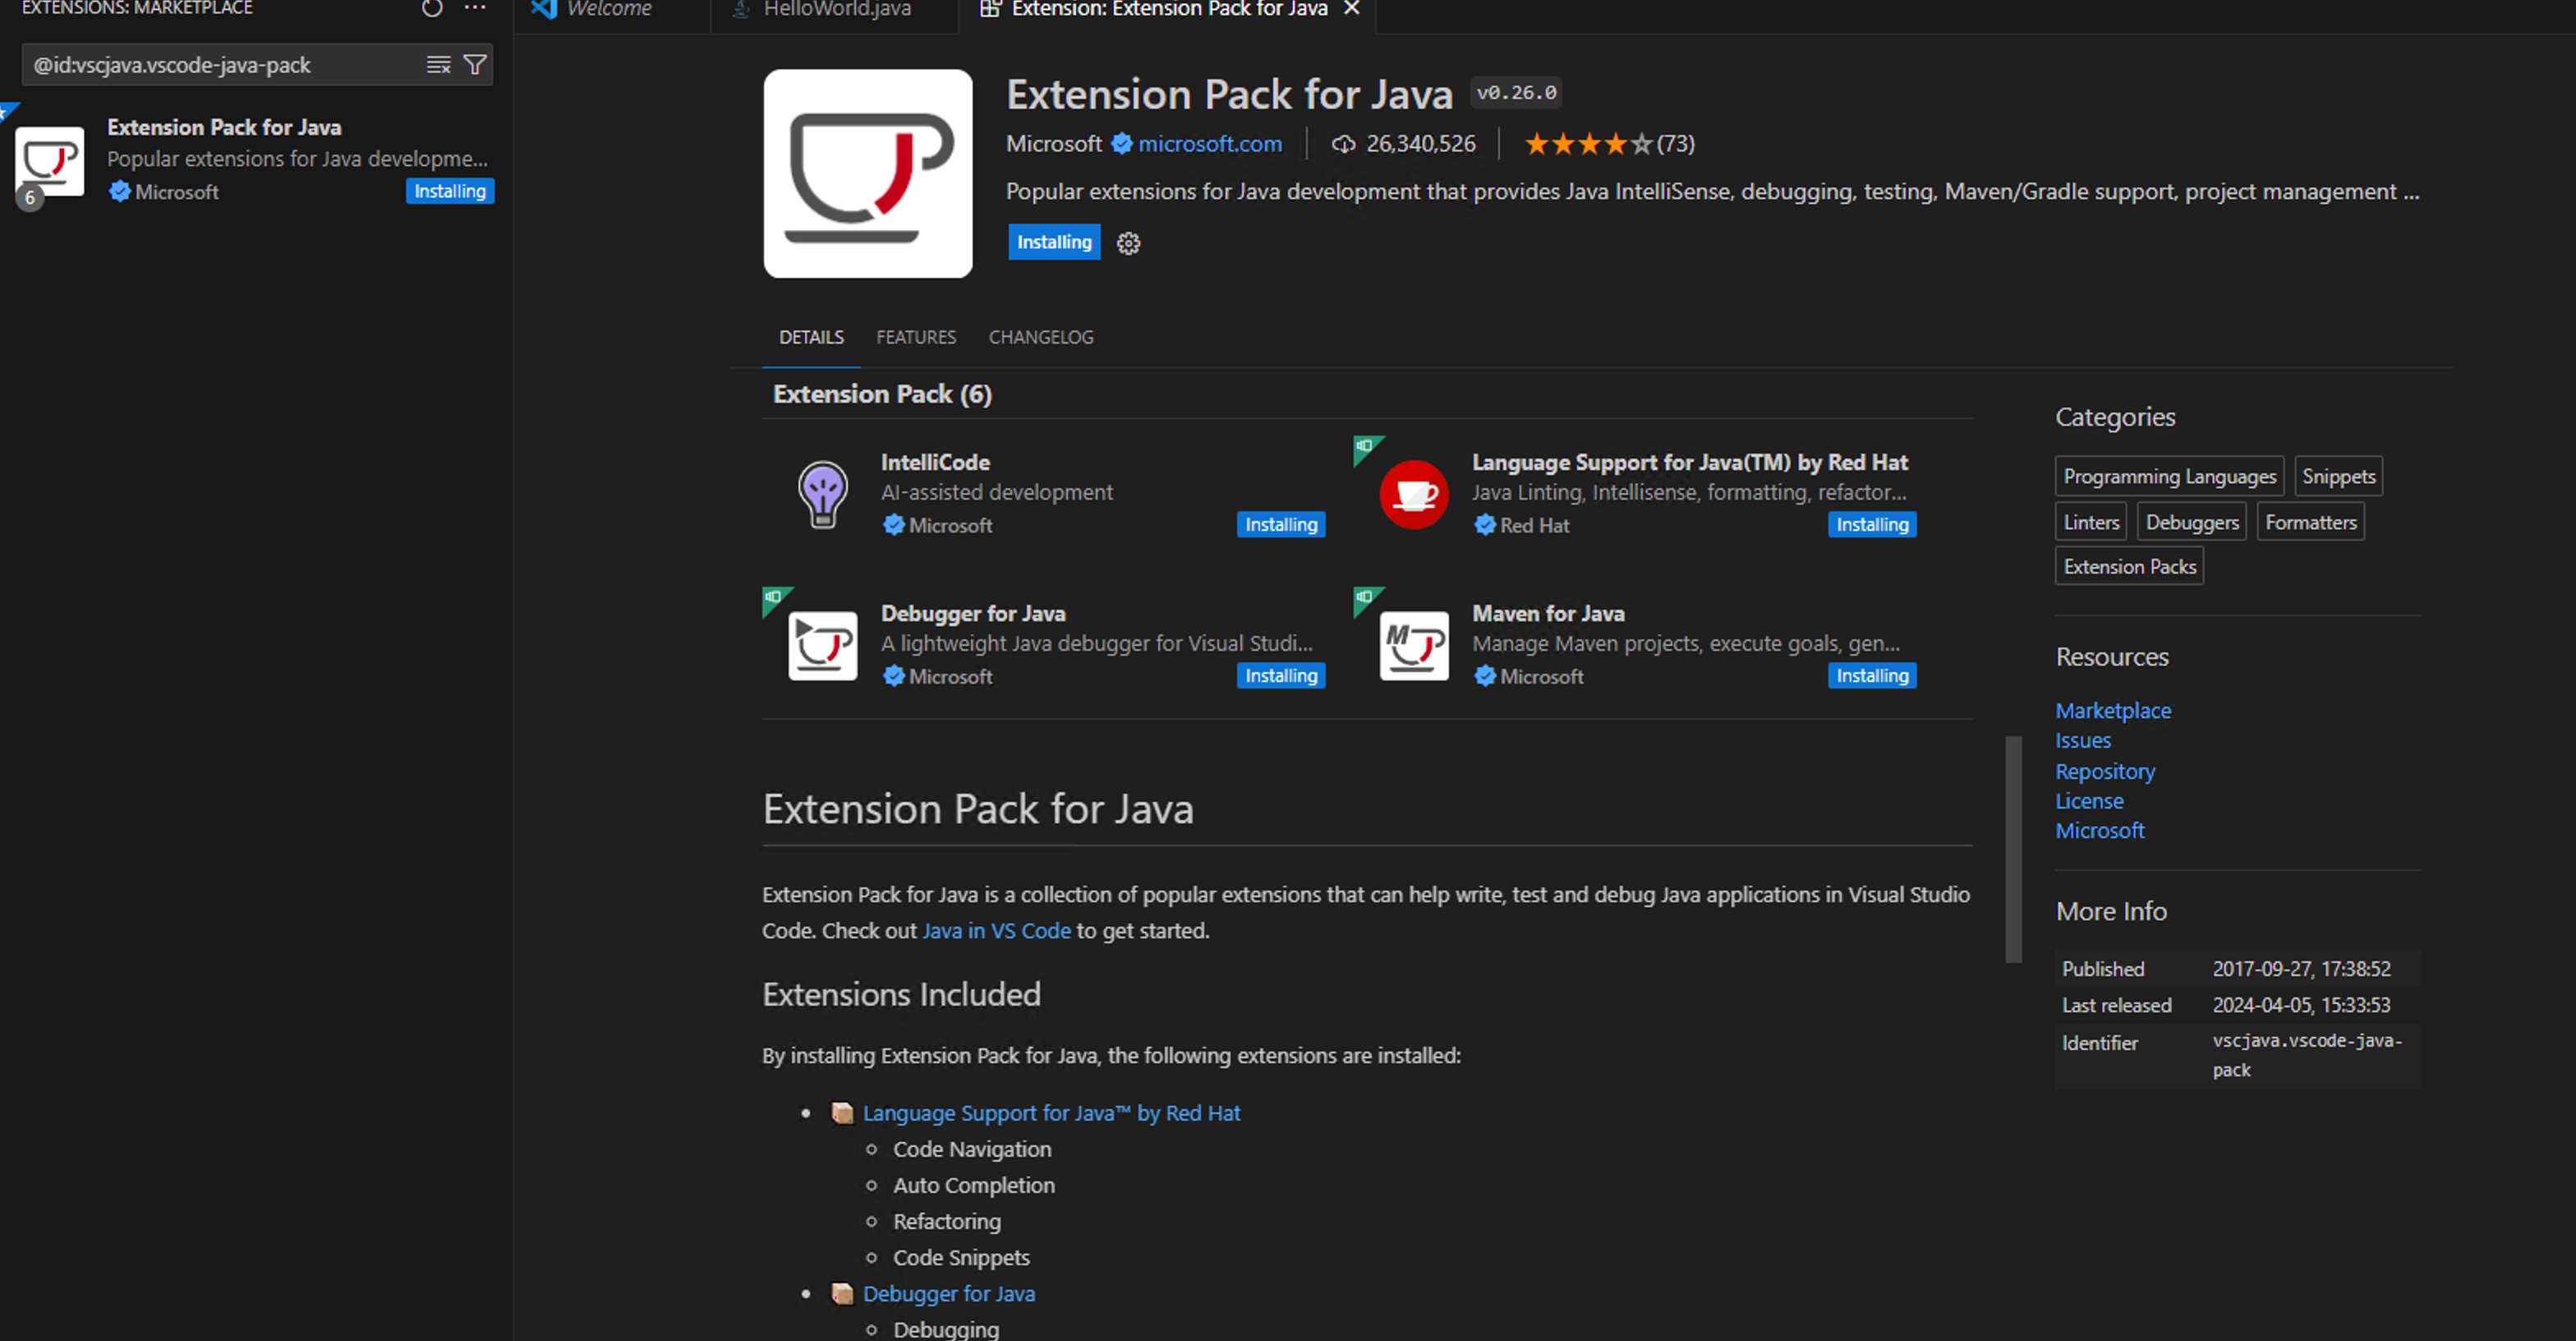 EXTENSIONS: MARKETPLACE
@id:vscjava.vscode-java-pack
Extension Pack for Java
Popular extensions for Java developme...
6
Microsoft
Installing
Welcome
HelloWorld.java
Extension: Extension Pack for Java
Extension Pack for Java v0.26.0
Microsoft microsoft.com 26,340,526 (73)
Popular extensions for Java development that provides Java IntelliSense, debugging, testing, Maven/Gradle support, project management ...
Installing
DETAILS FEATURES CHANGELOG
Extension Pack (6)
IntelliCode
AI-assisted development
Microsoft Installing
Language Support for Java(TM) by Red Hat
Java Linting, Intellisense, formatting, refactor...
Red Hat Installing
Debugger for Java
A lightweight Java debugger for Visual Studi...
Microsoft Installing
M
Maven for Java
Manage Maven projects, execute goals, gen...
Microsoft Installing
Extension Pack for Java
Extension Pack for Java is a collection of popular extensions that can help write, test and debug Java applications in Visual Studio
Code. Check out Java in VS Code to get started.
Extensions Included
By installing Extension Pack for Java, the following extensions are installed:
Language Support for Java™ by Red Hat
Code Navigation
Auto Completion
Refactoring
Code Snippets
Debugger for Java
Debugging
Categories
Programming Languages Snippets
Linters Debuggers Formatters
Extension Packs
Resources
Marketplace
Issues
Repository
License
Microsoft
More Info
Published 2017-09-27, 17:38:52
Last released 2024-04-05, 15:33:53
Identifier vscjava.vscode-java-
pack